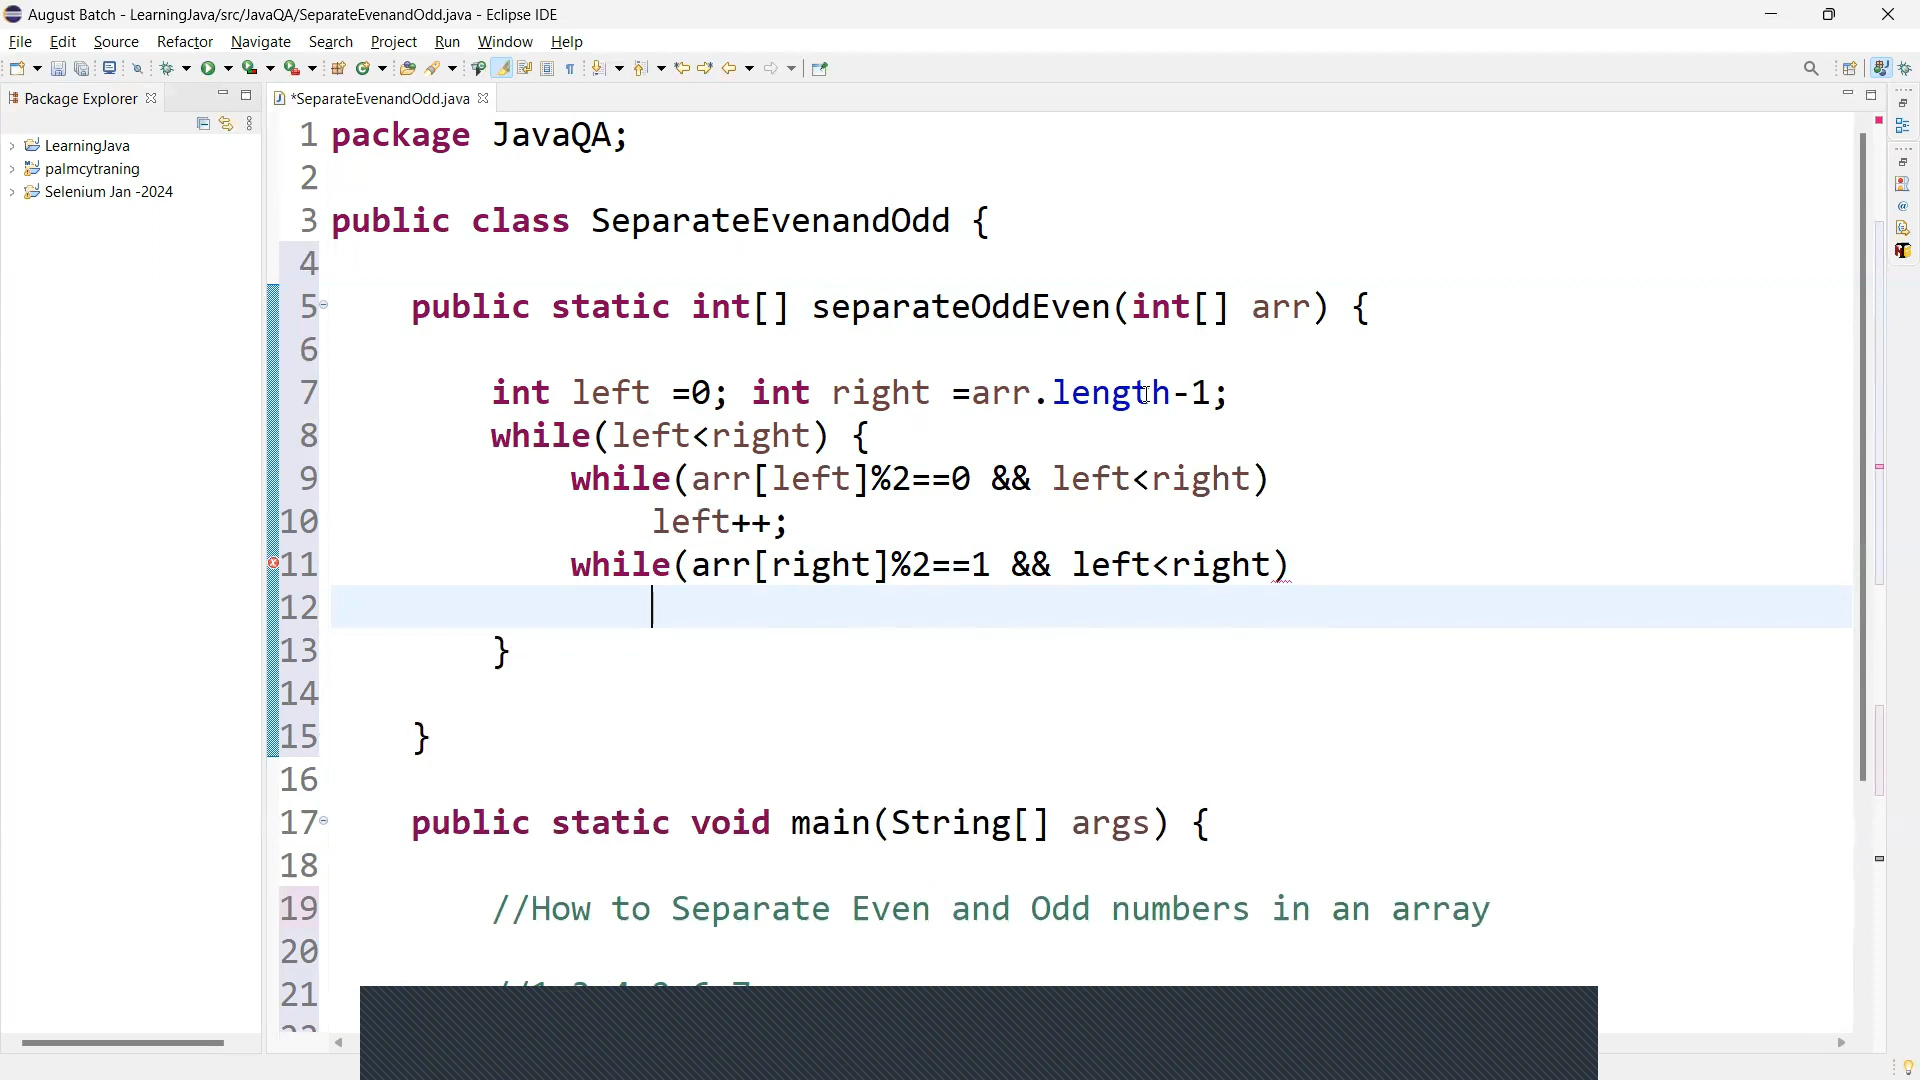 August Batch - LearningJava/src/JavaQA/SeparateEvenandOdd.java - Eclipse IDE
File Edit Source Refactor Navigate Search Project Run Window Help
Package Explorer
*SeparateEvenandOdd.java
LearningJava
palmcytraning
Selenium Jan -2024
1 package JavaQA;
2
3 public class SeparateEvenandOdd {
4
5 public static int[] separateOddEven(int[] arr) {
6
7 int left =0; int right =arr.length-1;
8 while(left<right) {
9 while(arr[left]%2==0 && left<right)
10 left++;
11 while(arr[right]%2==1 && left<right)
12
13 }
14
15 }
16
17 public static void main(String[] args) {
18
19 //How to Separate Even and Odd numbers in an array
20
21